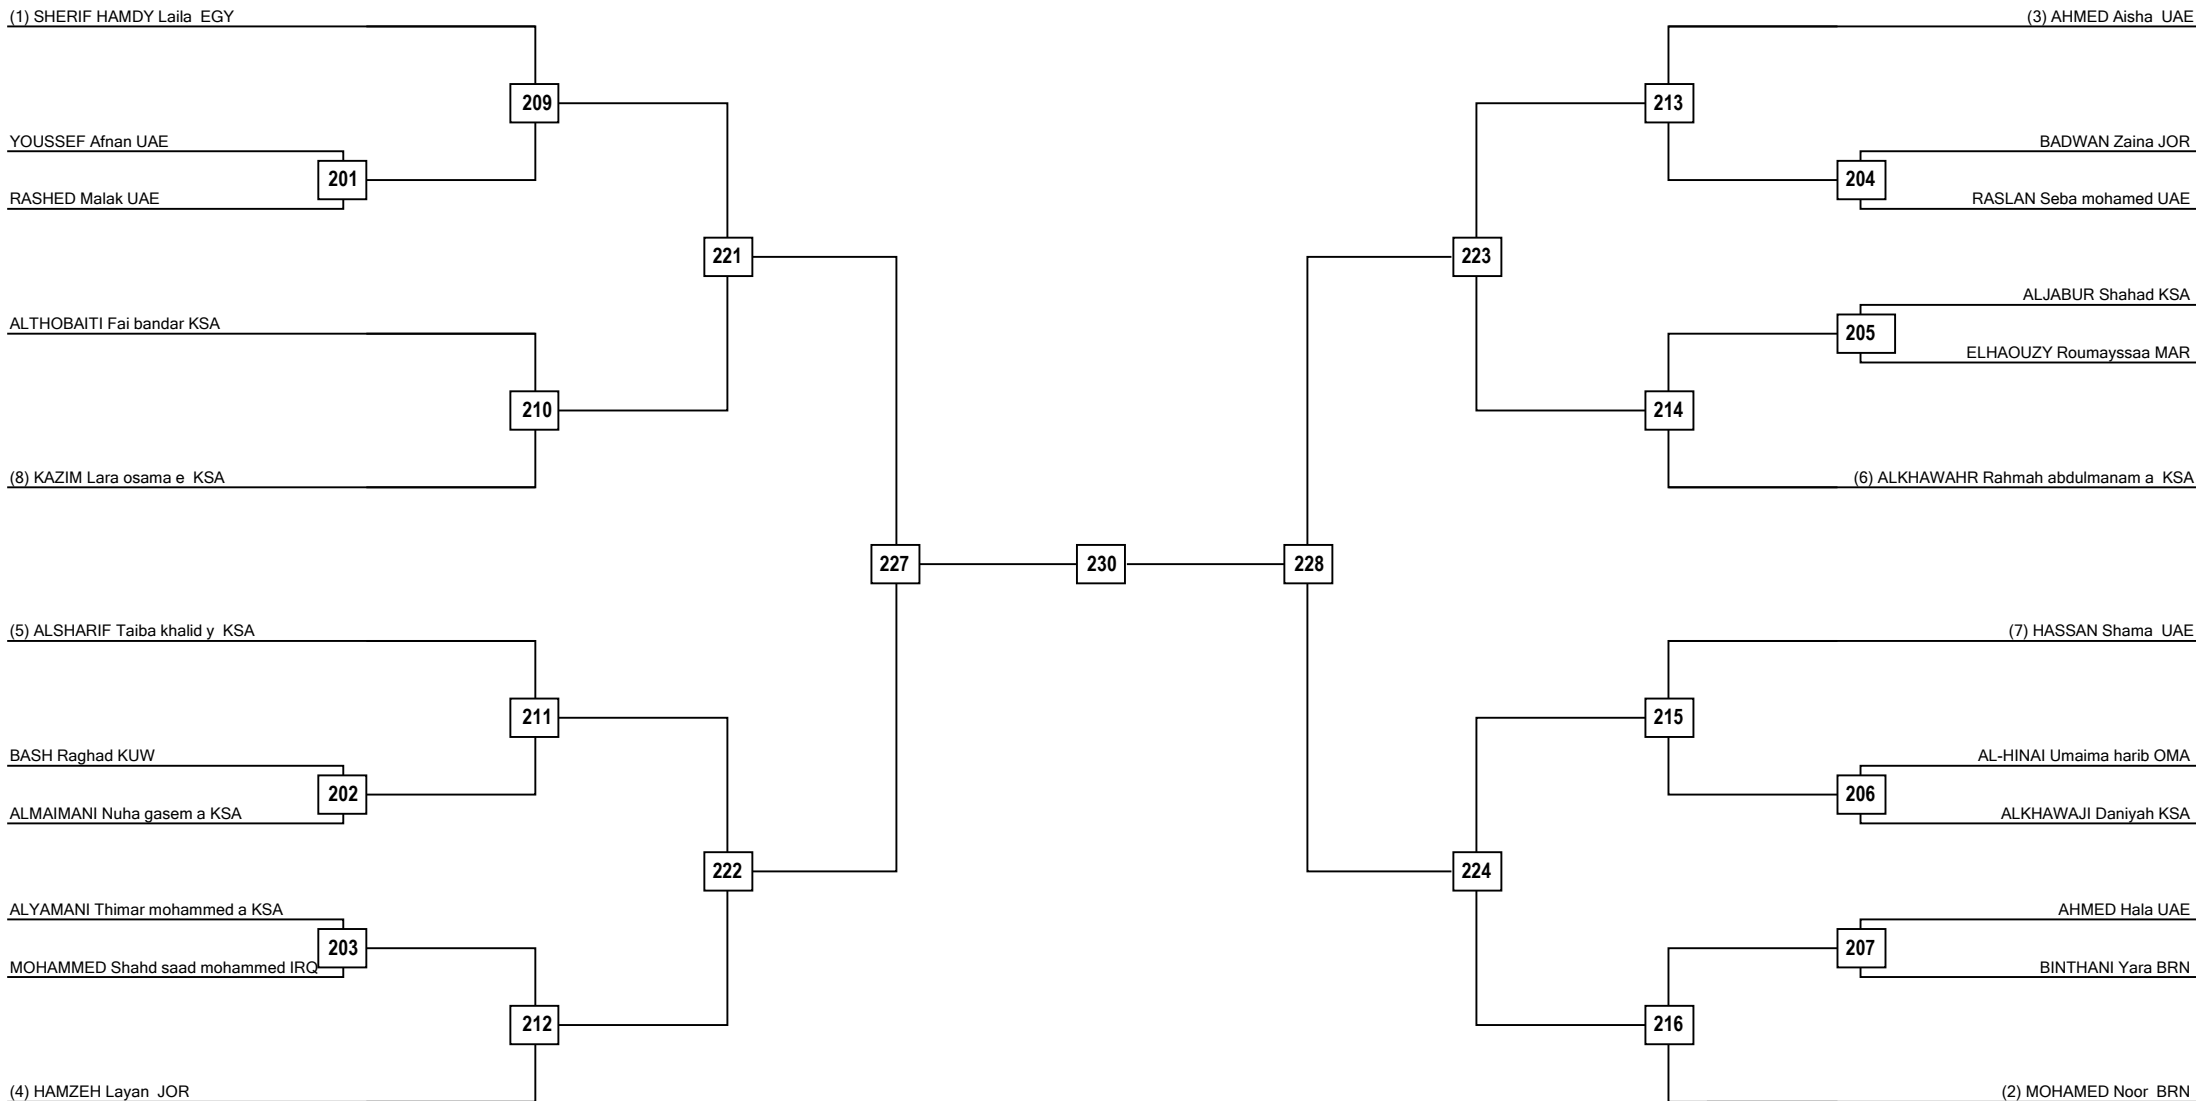 (1) SHERIF HAMDY Laila EGY
(3) AHMED Aisha UAE
209
213
YOUSSEF Afnan UAE
BADWAN Zaina JOR
201
204
RASHED Malak UAE
RASLAN Seba mohamed UAE
221
223
ALJABUR Shahad KSA
ALTHOBAITI Fai bandar KSA
205
ELHAOUZY Roumayssaa MAR
210
214
(8) KAZIM Lara osama e KSA
(6) ALKHAWAHR Rahmah abdulmanam a KSA
227
230
228
(5) ALSHARIF Taiba khalid y KSA
(7) HASSAN Shama UAE
211
215
BASH Raghad KUW
AL-HINAI Umaima harib OMA
202
206
ALMAIMANI Nuha gasem a KSA
ALKHAWAJI Daniyah KSA
222
224
ALYAMANI Thimar mohammed a KSA
AHMED Hala UAE
203
207
MOHAMMED Shahd saad mohammed IRQ
BINTHANI Yara BRN
212
216
(4) HAMZEH Layan JOR
(2) MOHAMED Noor BRN